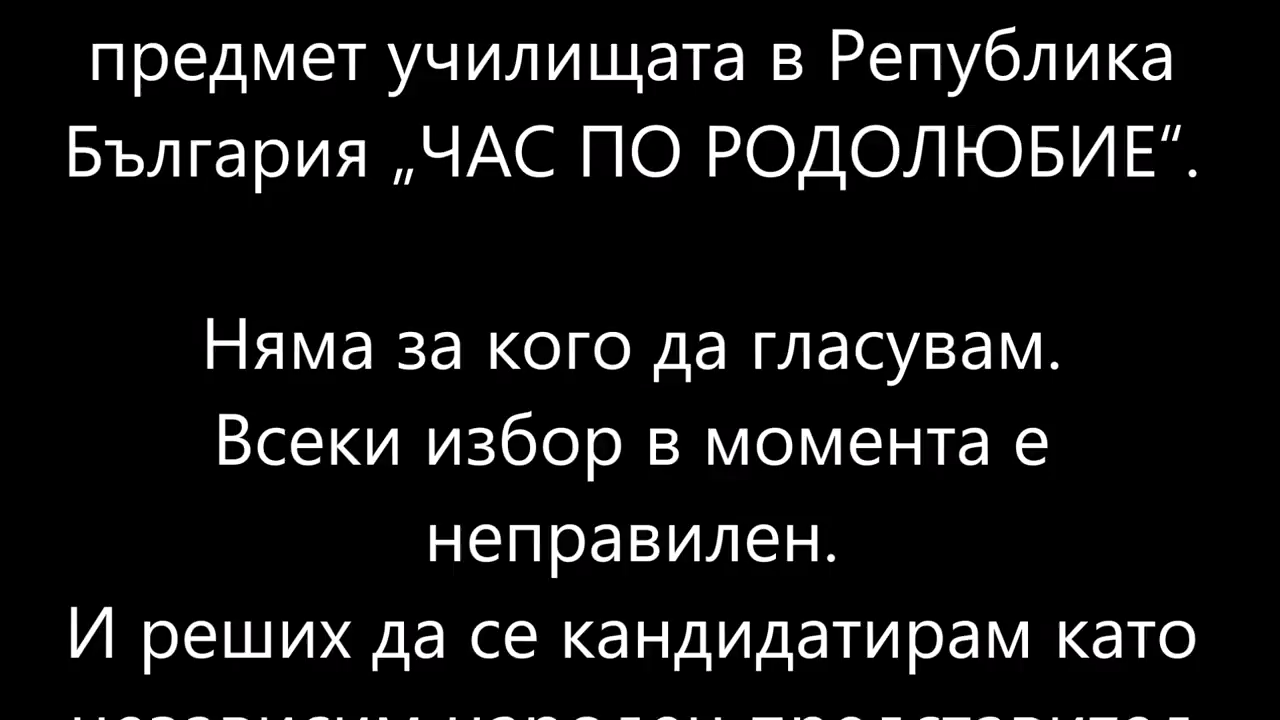 предмет училищата в Република
България „ЧАС ПО РОДОЛЮБИЕ“.
Няма за кого да гласувам.
Всеки избор в момента е
неправилен.
И реших да се кандидатирам като